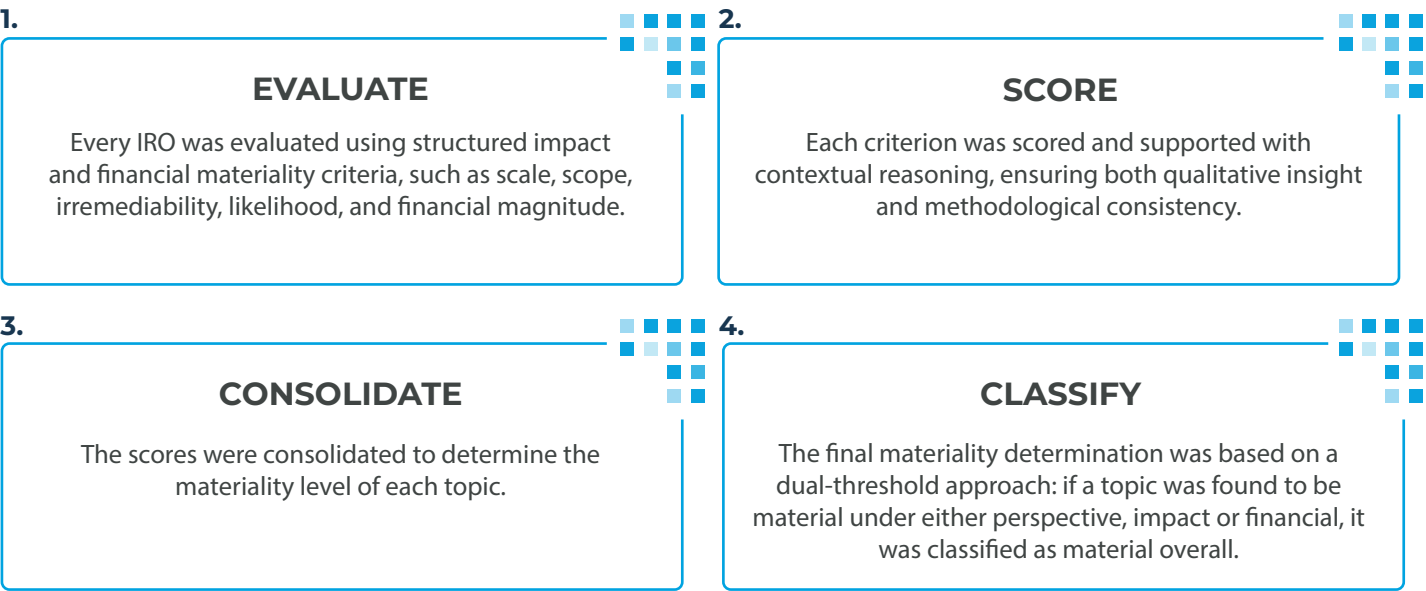 1.
EVALUATE
Every IRO was evaluated using structured impact
and financial materiality criteria, such as scale, scope,
irremediability, likelihood, and financial magnitude.
2.
SCORE
Each criterion was scored and supported with
contextual reasoning, ensuring both qualitative insight
and methodological consistency.
3.
CONSOLIDATE
The scores were consolidated to determine the
materiality level of each topic.
4.
CLASSIFY
The final materiality determination was based on a
dual-threshold approach: if a topic was found to be
material under either perspective, impact or financial, it
was classified as material overall.